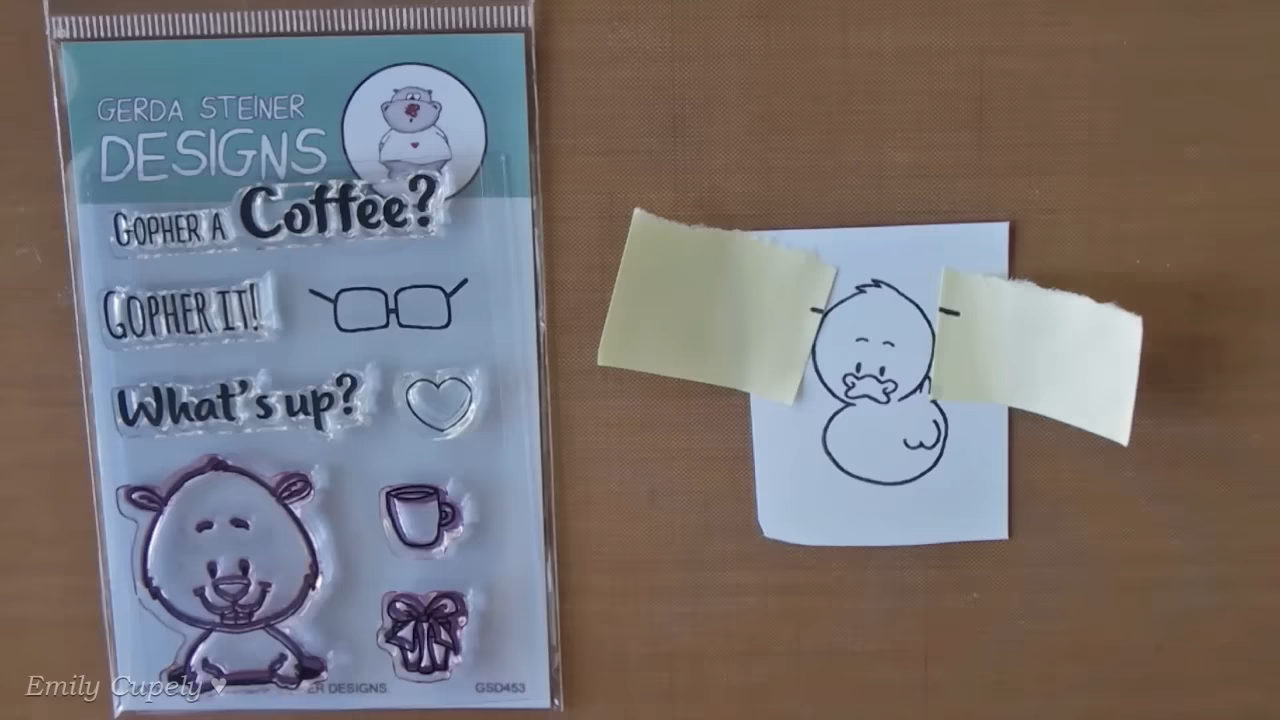 GERDA STEINER
DESIGNS
GOPHER A Coffee?
GOPHER IT!
What's up?
ER DESIGNS
GSD453
Emily Cupely ♥